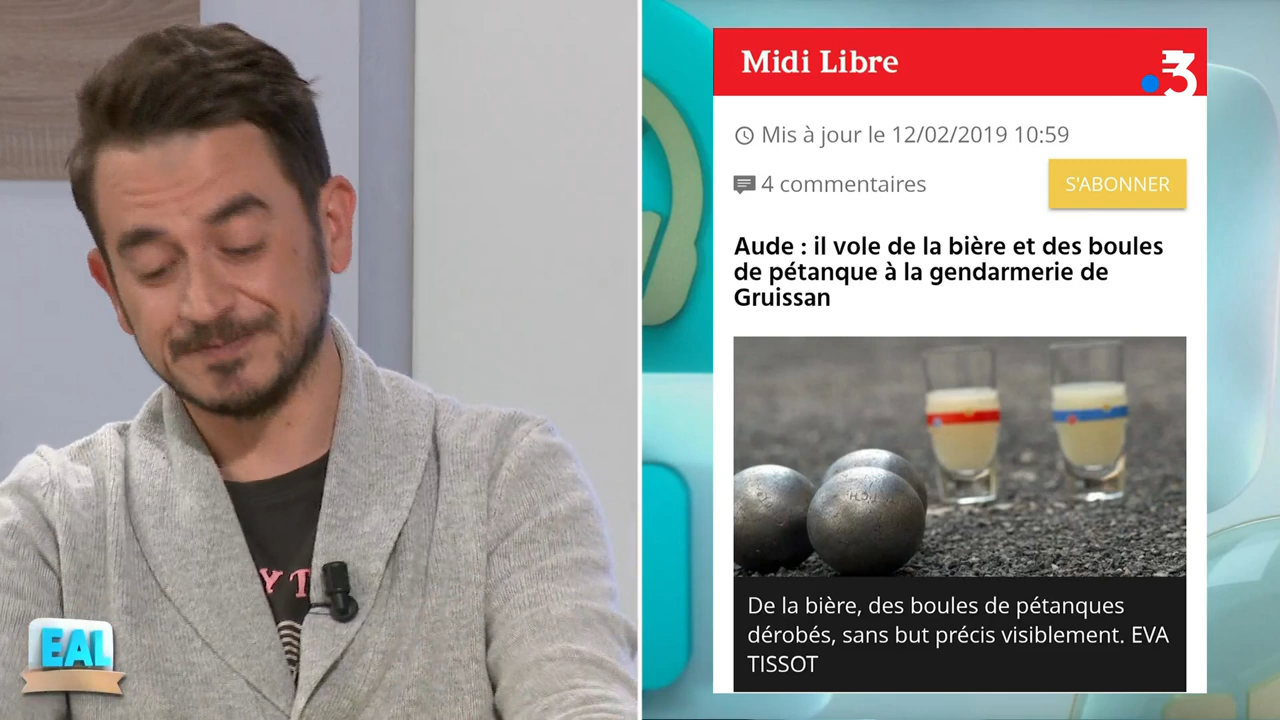 Midi Libre
3
Mis à jour le 12/02/2019 10:59
4 commentaires
S'ABONNER
Aude : il vole de la bière et des boules
de pétanque à la gendarmerie de
Gruissan
De la bière, des boules de pétanques
dérobés, sans but précis visiblement. EVA
TISSOT
Y T
EAL